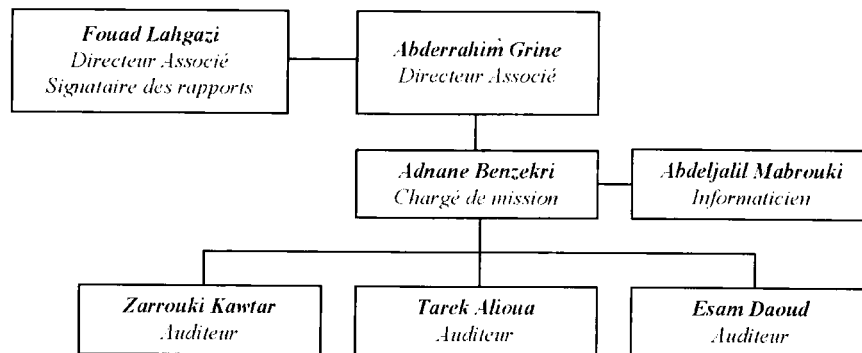 Fouad Lahgazi
Directeur Associé
Signataire des rapports
Abderrahim Grine
Directeur Associé
Adnane Benzekri
Chargé de mission
Abdeljalil Mabrouki
Informaticien
Zarrouki Kawtar
Auditeur
Tarek Alioua
Auditeur
Esam Daoud
Auditeur